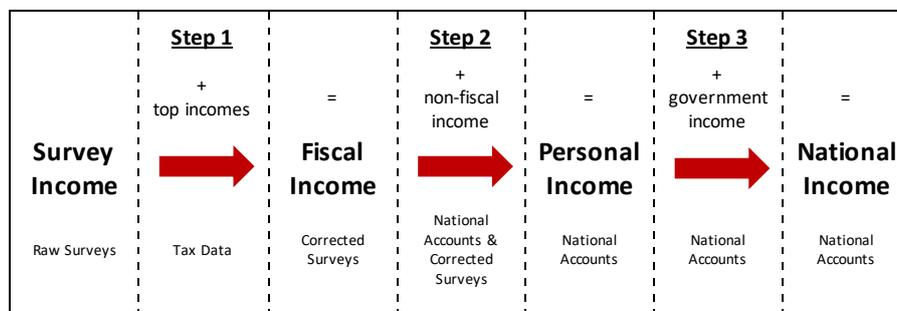 Step 1
Step 2
Step 3
+
top incomes
=
+
non-fiscal
income
=
+
government
income
=
Survey
Income
Fiscal
Income
Personal
Income
National
Income
Raw Surveys
Tax Data
Corrected
Surveys
National
Accounts &
Corrected
Surveys
National
Accounts
National
Accounts
National
Accounts